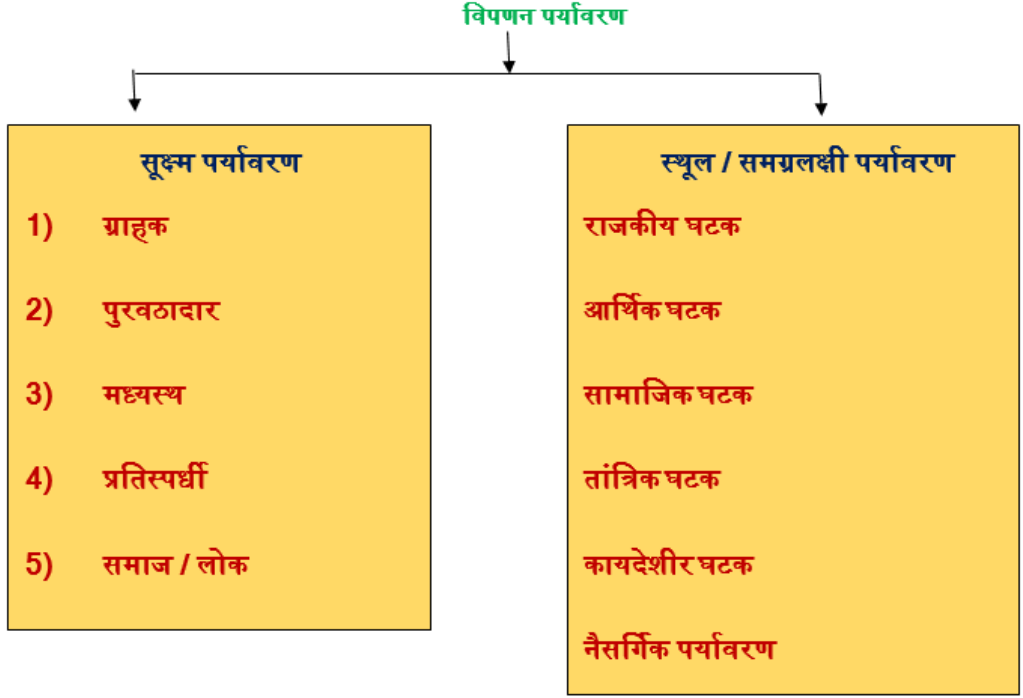 विपणन पर्यावरण
सूक्ष्म पर्यावरण
1) ग्राहक
2) पुरवठादार
3) मध्यस्थ
4) प्रतिस्पर्धी
5) समाज / लोक
स्थूल / समग्रलक्षी पर्यावरण
राजकीय घटक
आर्थिक घटक
सामाजिक घटक
तांत्रिक घटक
कायदेशीर घटक
नैसर्गिक पर्यावरण